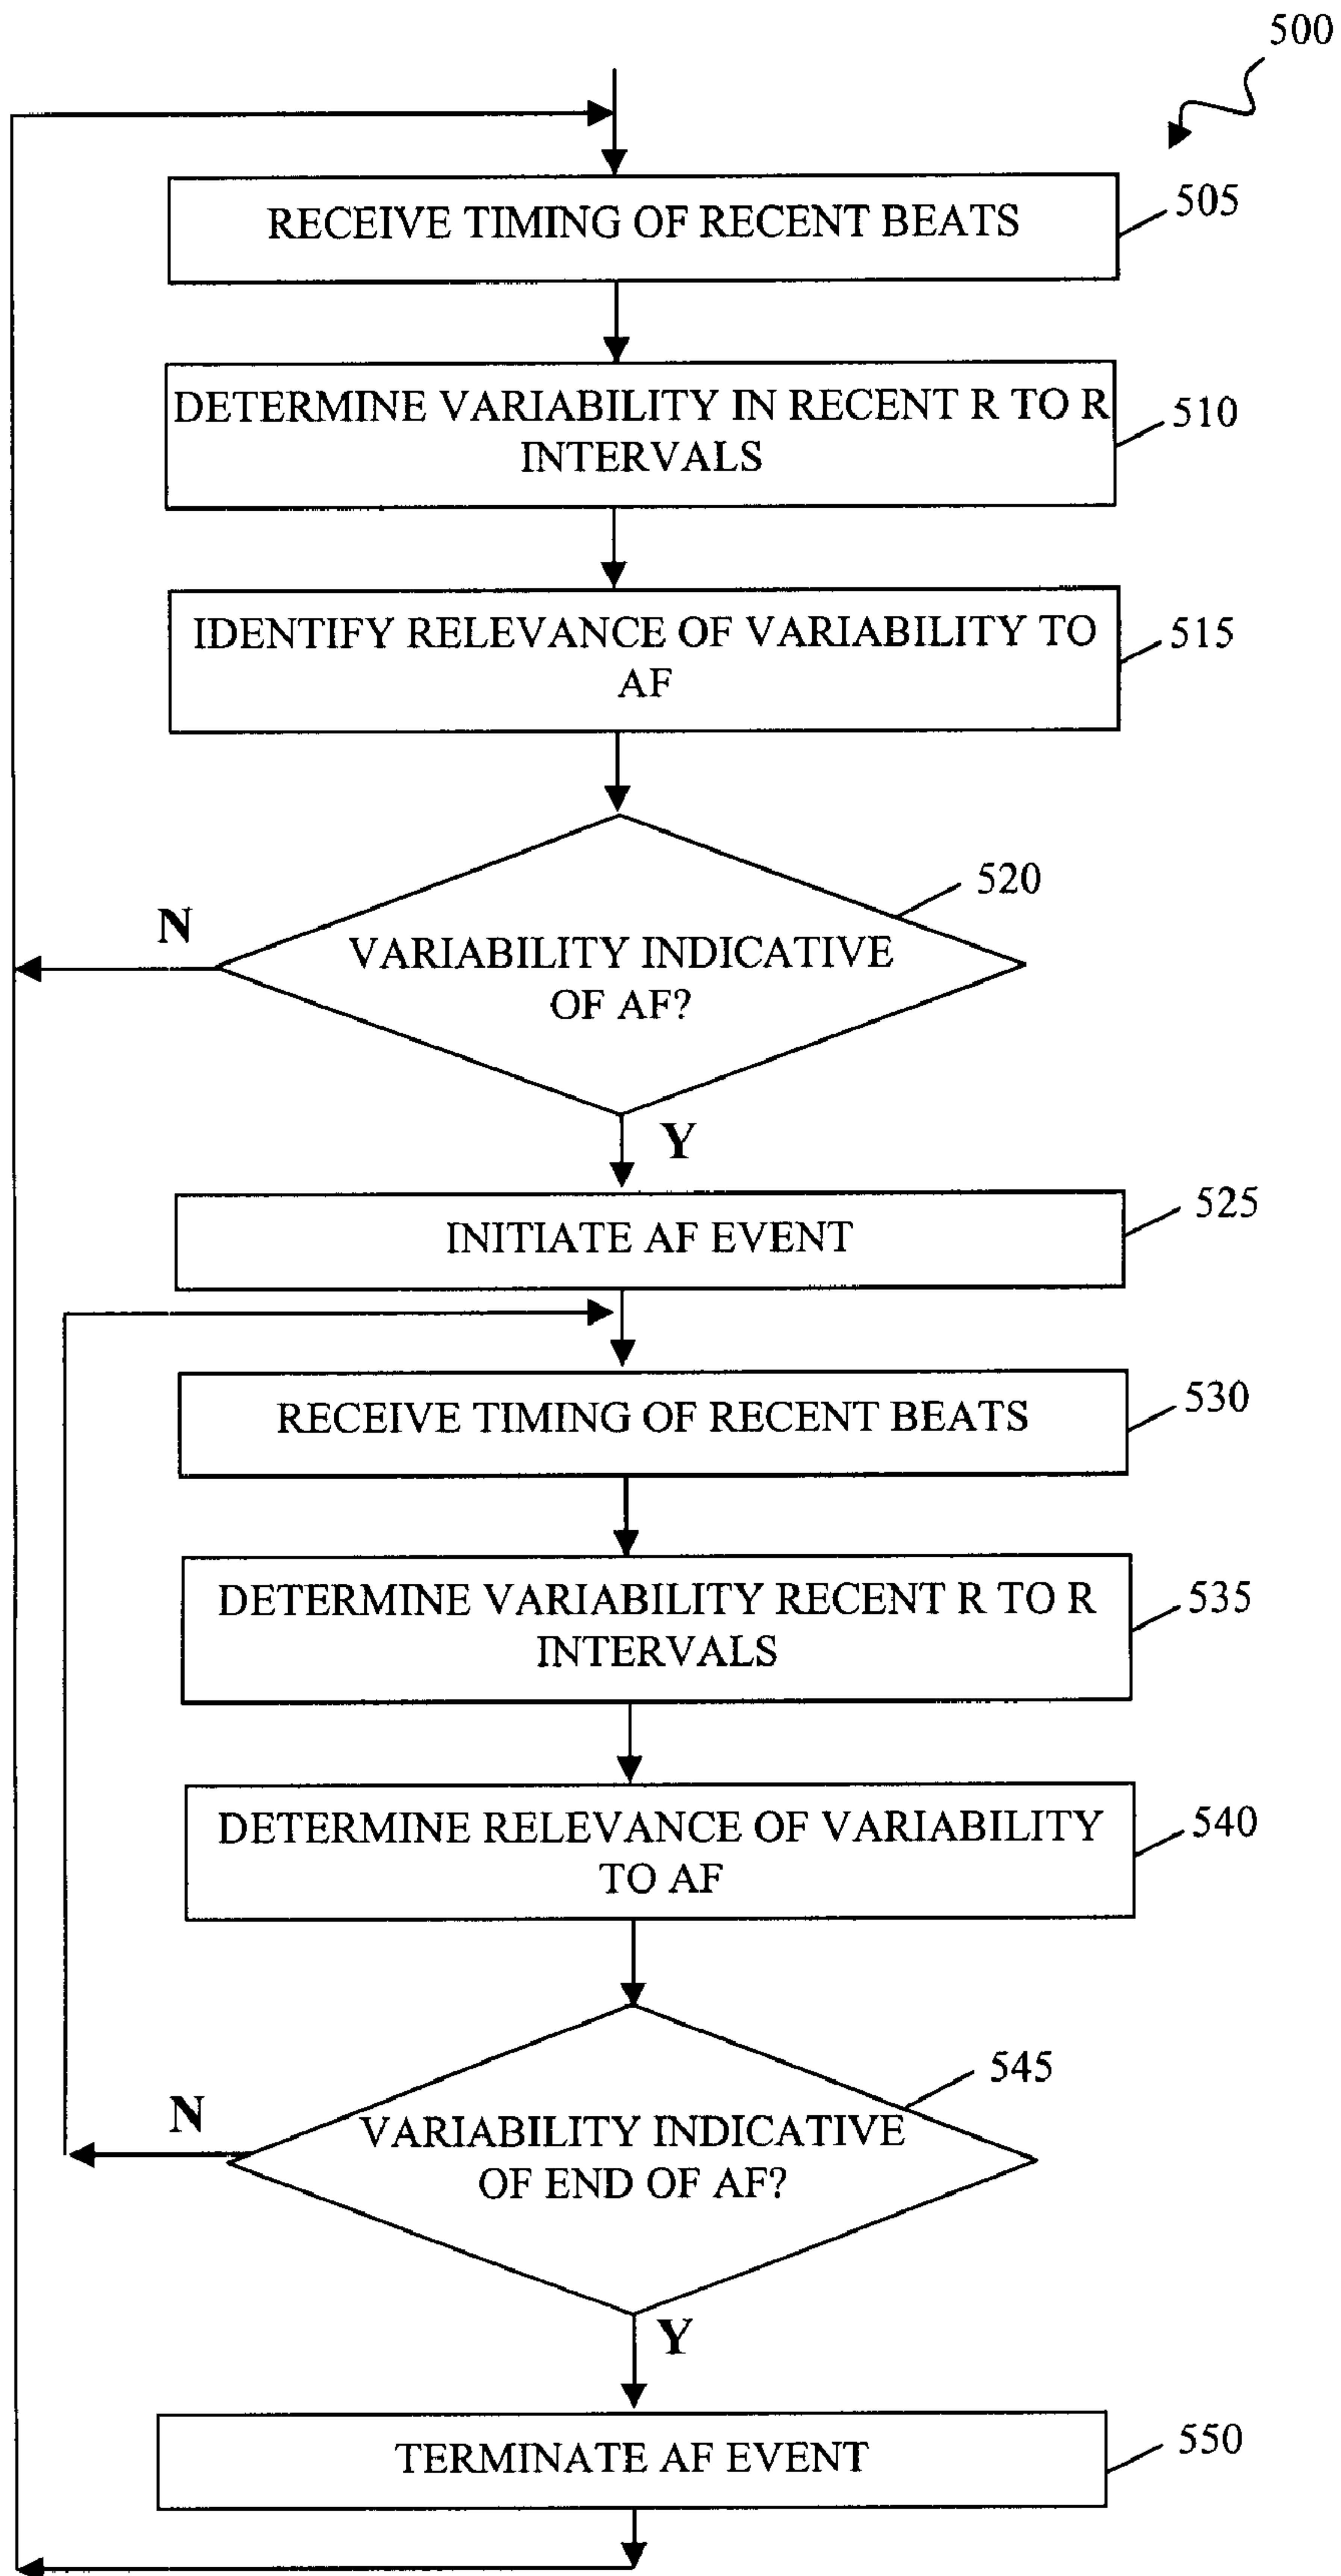 500
RECEIVE TIMING OF RECENT BEATS
505
DETERMINE VARIABILITY IN RECENT R TO R
INTERVALS
510
IDENTIFY RELEVANCE OF VARIABILITY TO
AF
515
520
N
VARIABILITY INDICATIVE
OF AF?
Y
INITIATE AF EVENT
525
RECEIVE TIMING OF RECENT BEATS
530
DETERMINE VARIABILITY RECENT R TO R
INTERVALS
535
DETERMINE RELEVANCE OF VARIABILITY
TO AF
540
545
N
VARIABILITY INDICATIVE
OF END OF AF?
Y
TERMINATE AF EVENT
550